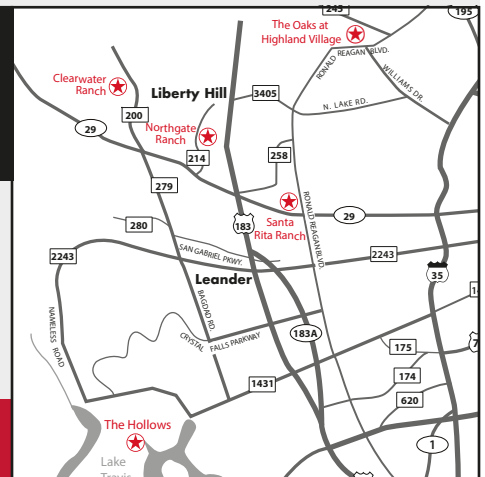 245
195
The Oaks at
Highland Village
RONALD REAGAN BLVD.
WILLIAMS DR.
Clearwater
Ranch
Liberty Hill
3405
N. LAKE RD.
200
29
Northgate
Ranch
214
258
279
Santa
Rita Ranch
RONALD REAGAN BLVD.
29
280
183
SAN GABRIEL PKWY.
2243
2243
Leander
35
BAGDAD RD.
NAMELESS ROAD
CRYSTAL FALLS PARKWAY
183A
175
174
1431
620
The Hollows
1
Lake
Travis